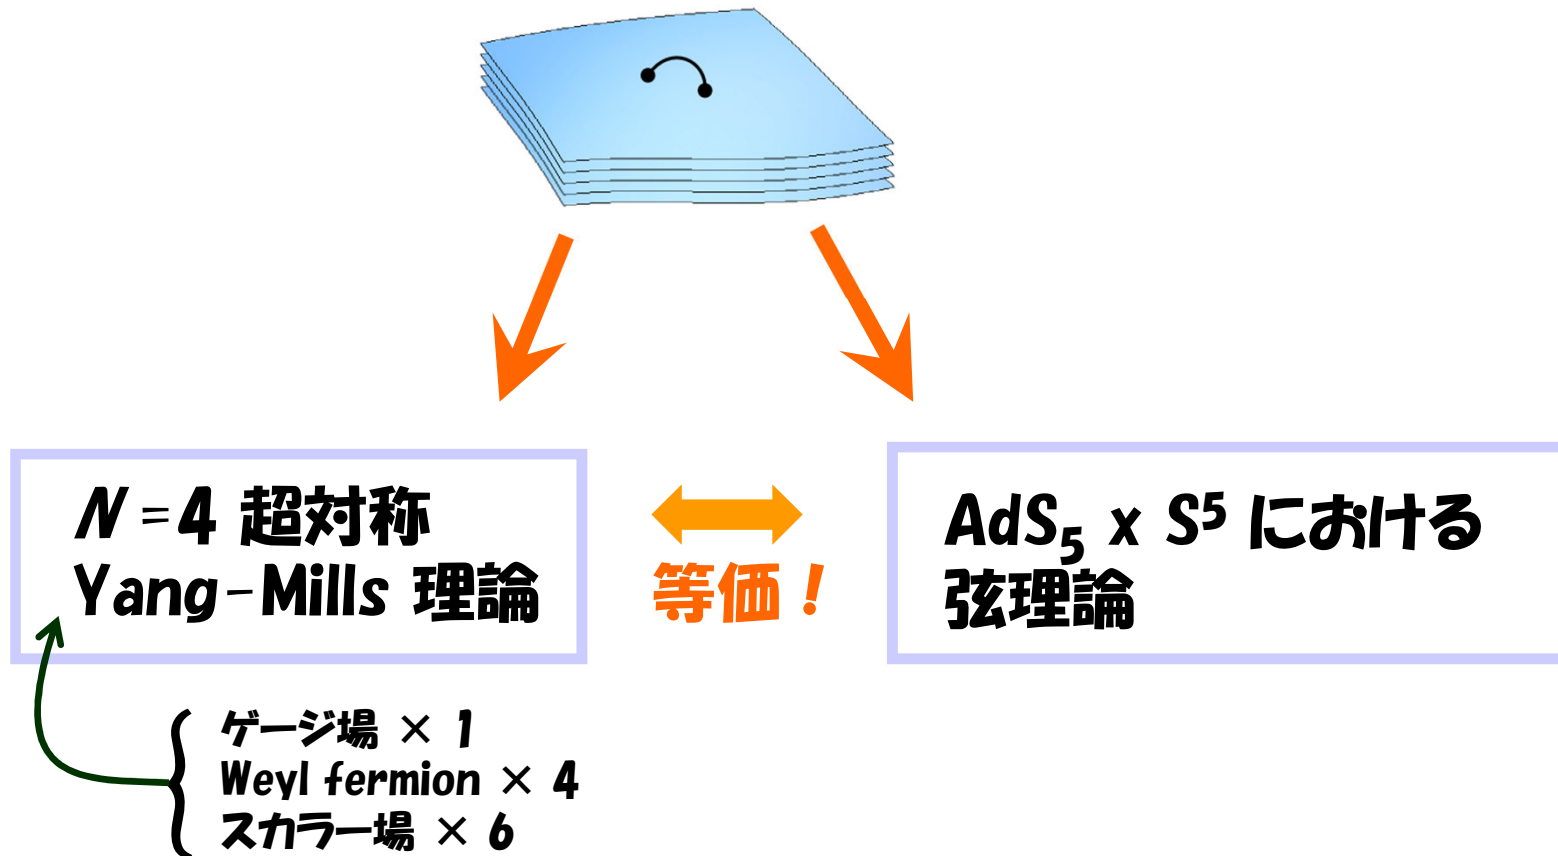 N=4 超対称
Yang-Mills 理論
等価!
AdS₅ x S⁵ における
弦理論
ゲージ場 × 1
Weyl fermion × 4
スカラー場 × 6